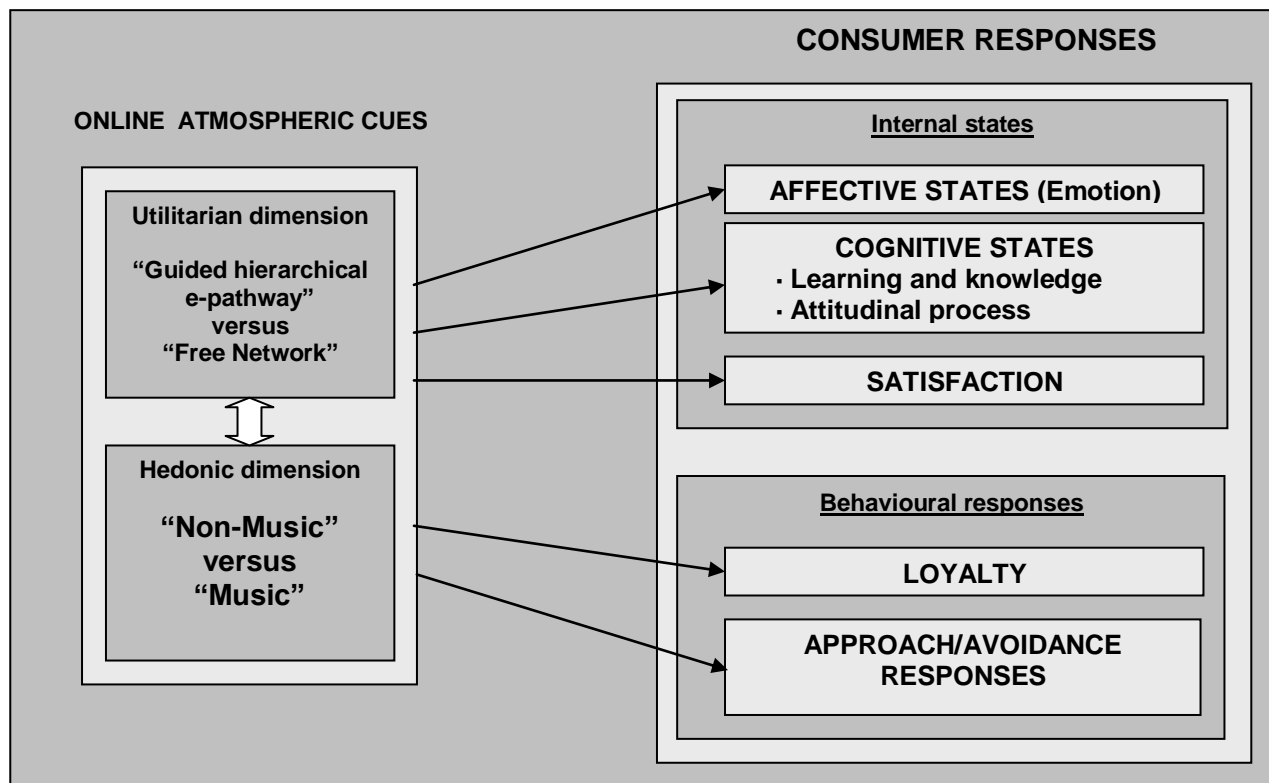 CONSUMER RESPONSES
ONLINE ATMOSPHERIC CUES
Utilitarian dimension
“Guided hierarchical
e-pathway”
versus
“Free Network”
Hedonic dimension
“Non-Music”
versus
“Music”
Internal states
AFFECTIVE STATES (Emotion)
COGNITIVE STATES
· Learning and knowledge
· Attitudinal process
SATISFACTION
Behavioural responses
LOYALTY
APPROACH/AVOIDANCE
RESPONSES